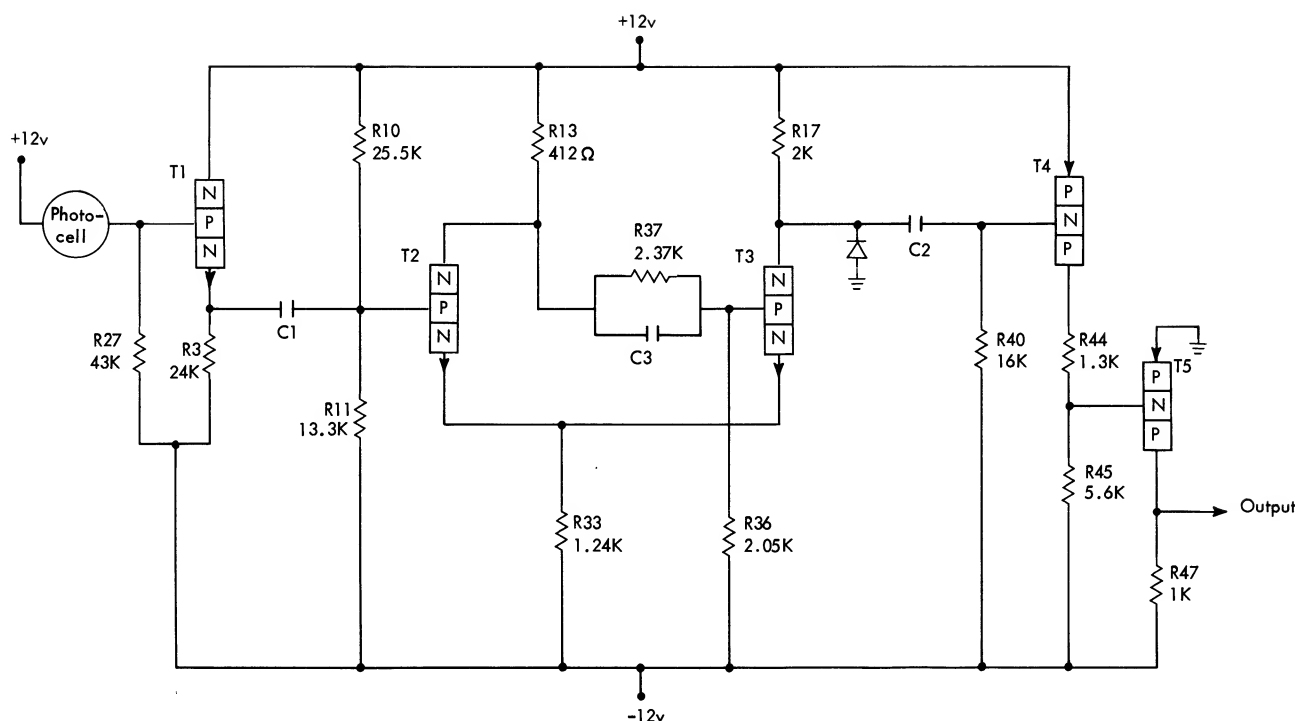 +12v
+12v
R10
25.5K
R13
412Ω
R17
2K
T1
N
P
N
Photo-
cell
T4
P
N
P
T2
N
P
N
R37
2.37K
C3
T3
N
P
N
C2
C1
R27
43K
R3
24K
R11
13.3K
R40
16K
R44
1.3K
T5
P
N
P
R33
1.24K
R36
2.05K
R45
5.6K
Output
R47
1K
-12v